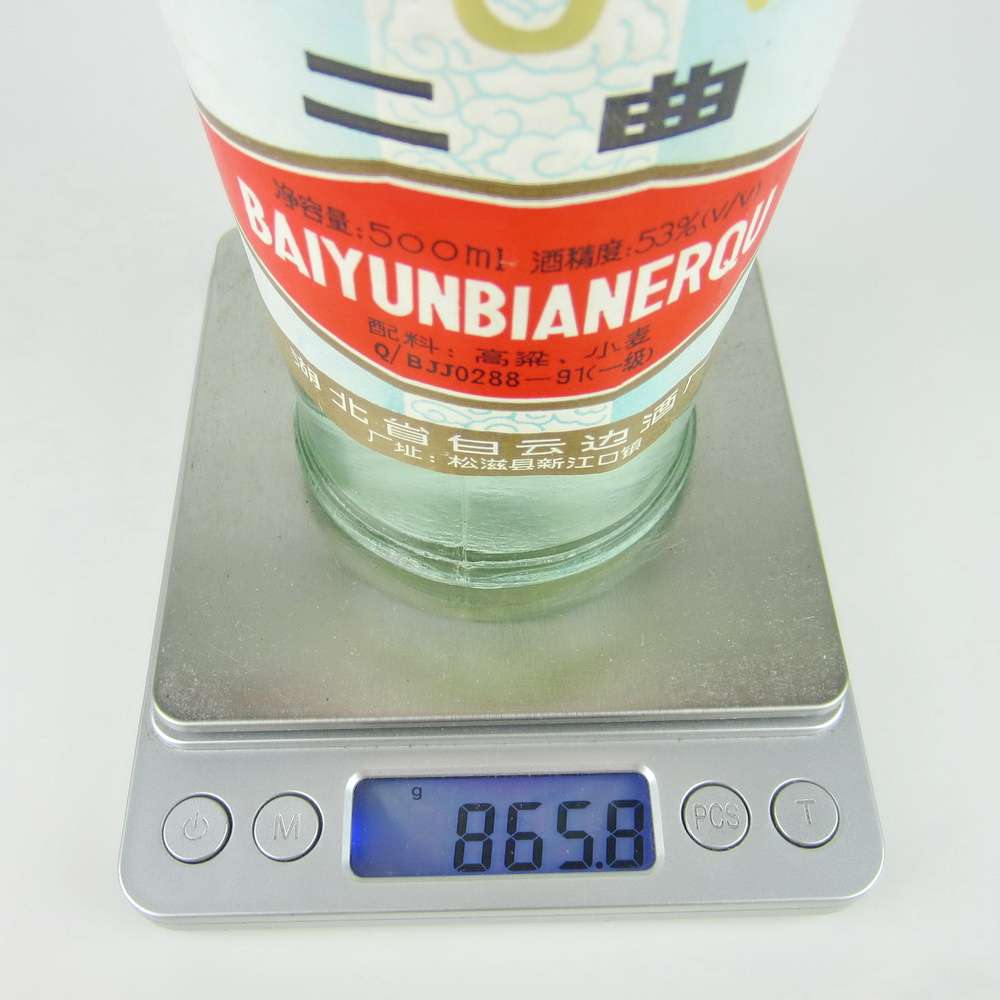 二曲
净容量:500ml 酒精度:53%(V/V)
BAIYUNBIANERQU
配料:高粱、小麦
Q/BJJ0288-91(一级)
湖北省白云边酒厂
厂址:松滋县新江口镇
g
865.8
M
PCS
T